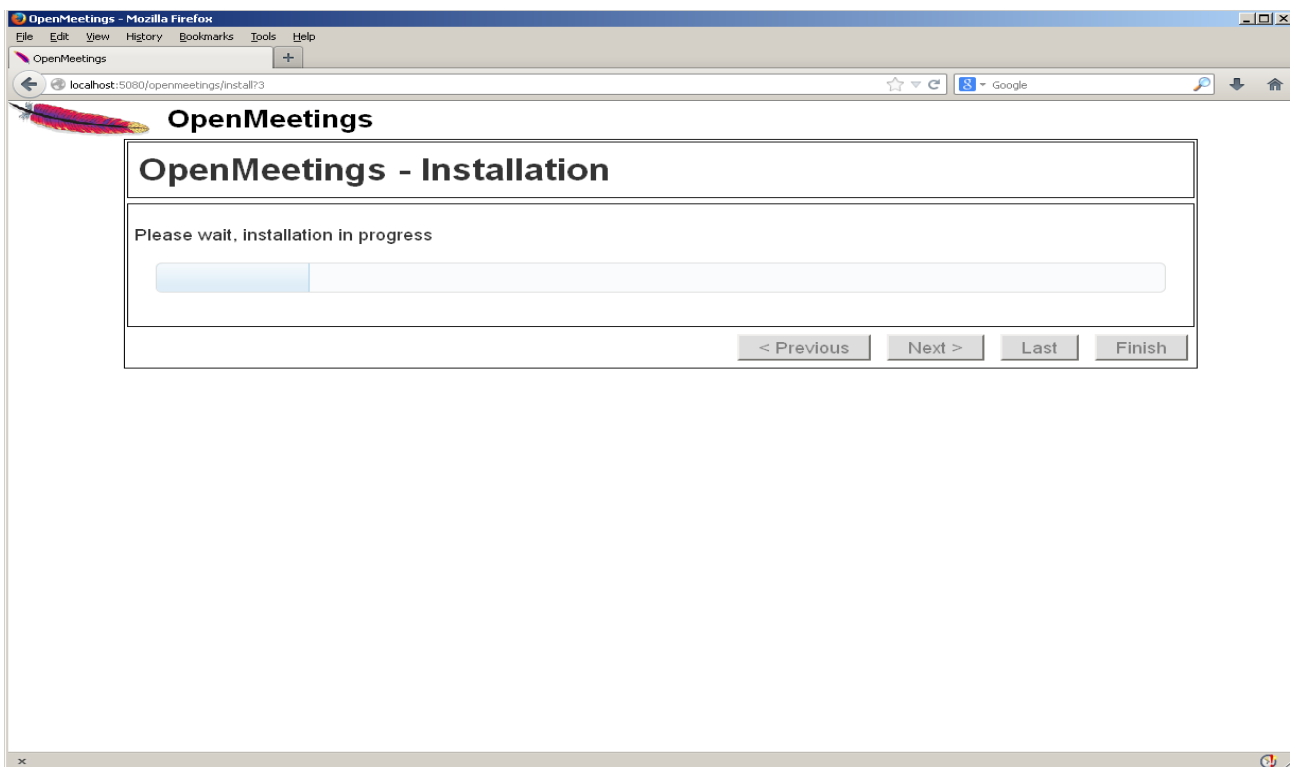 OpenMeetings - Mozilla Firefox
File Edit View History Bookmarks Tools Help
OpenMeetings
localhost:5080/openmeetings/install?3
Google
OpenMeetings
OpenMeetings - Installation
Please wait, installation in progress
< Previous Next > Last Finish